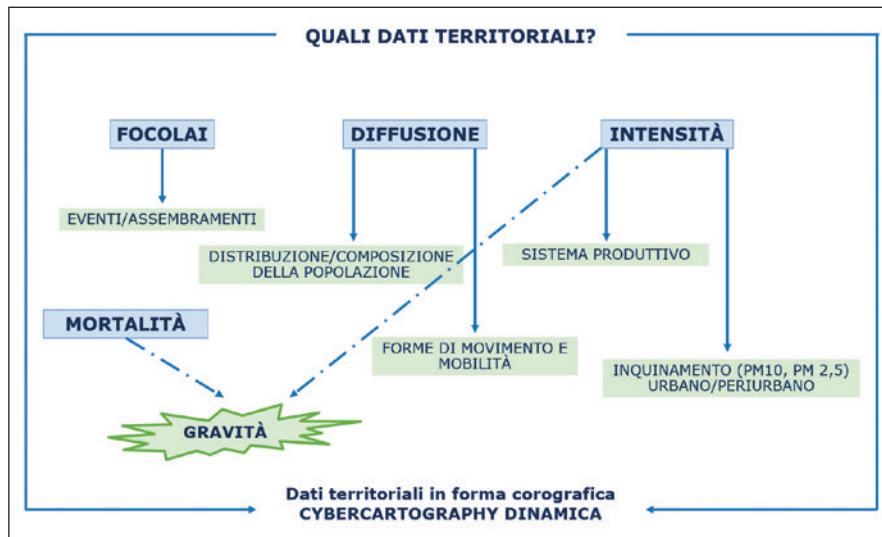 QUALI DATI TERRITORIALI?
FOCOLAI
DIFFUSIONE
INTENSITÀ
EVENTI/ASSEMBRAMENTI
DISTRIBUZIONE/COMPOSIZIONE
DELLA POPOLAZIONE
SISTEMA PRODUTTIVO
MORTALITÀ
FORME DI MOVIMENTO E
MOBILITÀ
INQUINAMENTO (PM10, PM 2,5)
URBANO/PERIURBANO
GRAVITÀ
Dati territoriali in forma corografica
CYBERCARTOGRAPHY DINAMICA